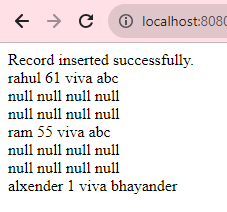 localhost:8080
Record inserted successfully.
rahul 61 viva abc
null null null null
null null null null
ram 55 viva abc
null null null null
null null null null
alxender 1 viva bhayander